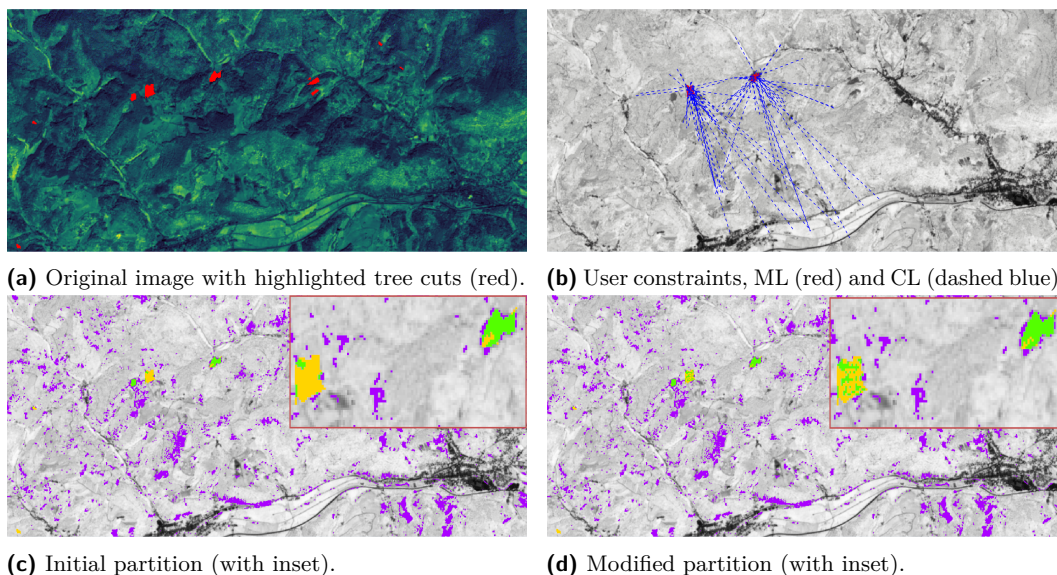 (a) Original image with highlighted tree cuts (red).
(b) User constraints, ML (red) and CL (dashed blue)
(c) Initial partition (with inset).
(d) Modified partition (with inset).